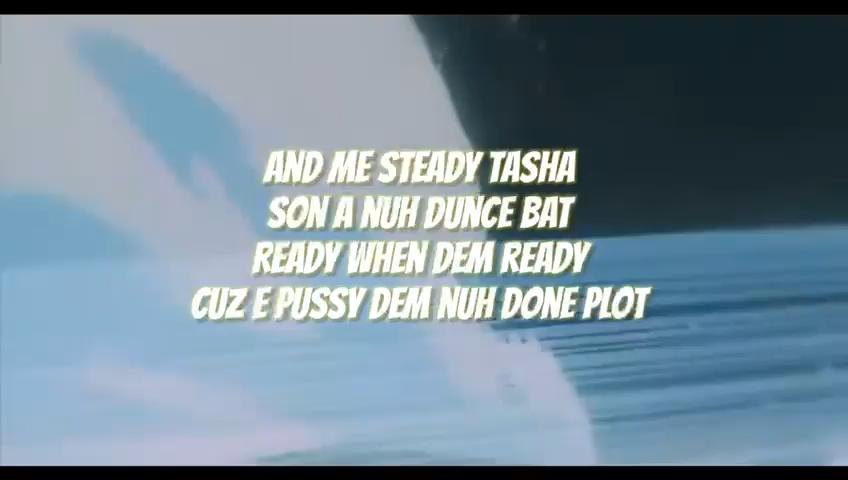 AND ME STEADY TASHA
SON A NUH DUNCE BAT
READY WHEN DEM READY
CUZ E PUSSY DEM NUH DONE PLOT